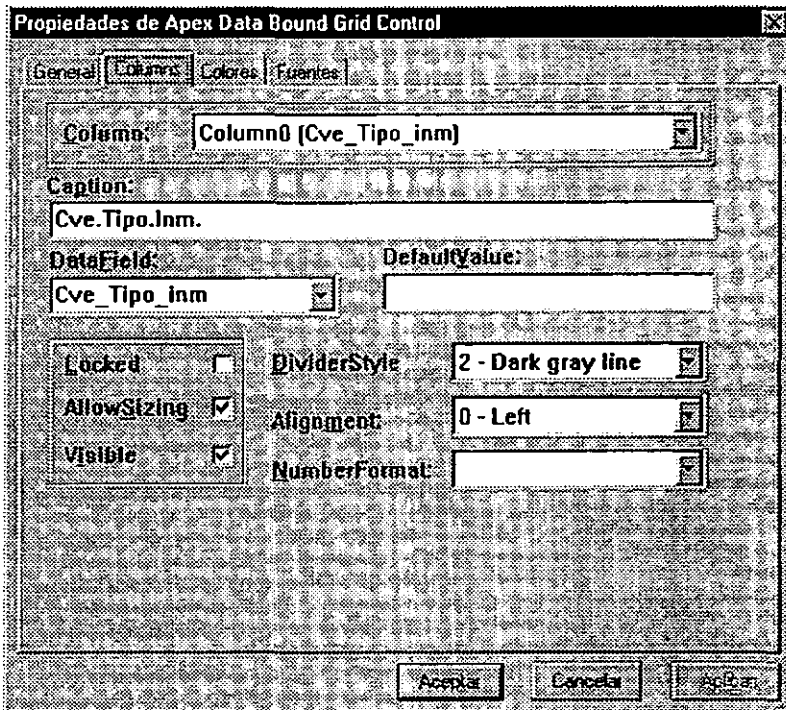 Propiedades de Apex Data Bound Grid Control
General Columns Colores Fuentes
Column: Column0 (Cve_Tipo_inm)
Caption:
Cve.Tipo.Inm.
DataField: DefaultValue:
Cve_Tipo_inm
Locked DividerStyle 2 - Dark gray line
AllowSizing Alignment: 0 - Left
Visible NumberFormat:
Aceptar Cancelar Aplicar